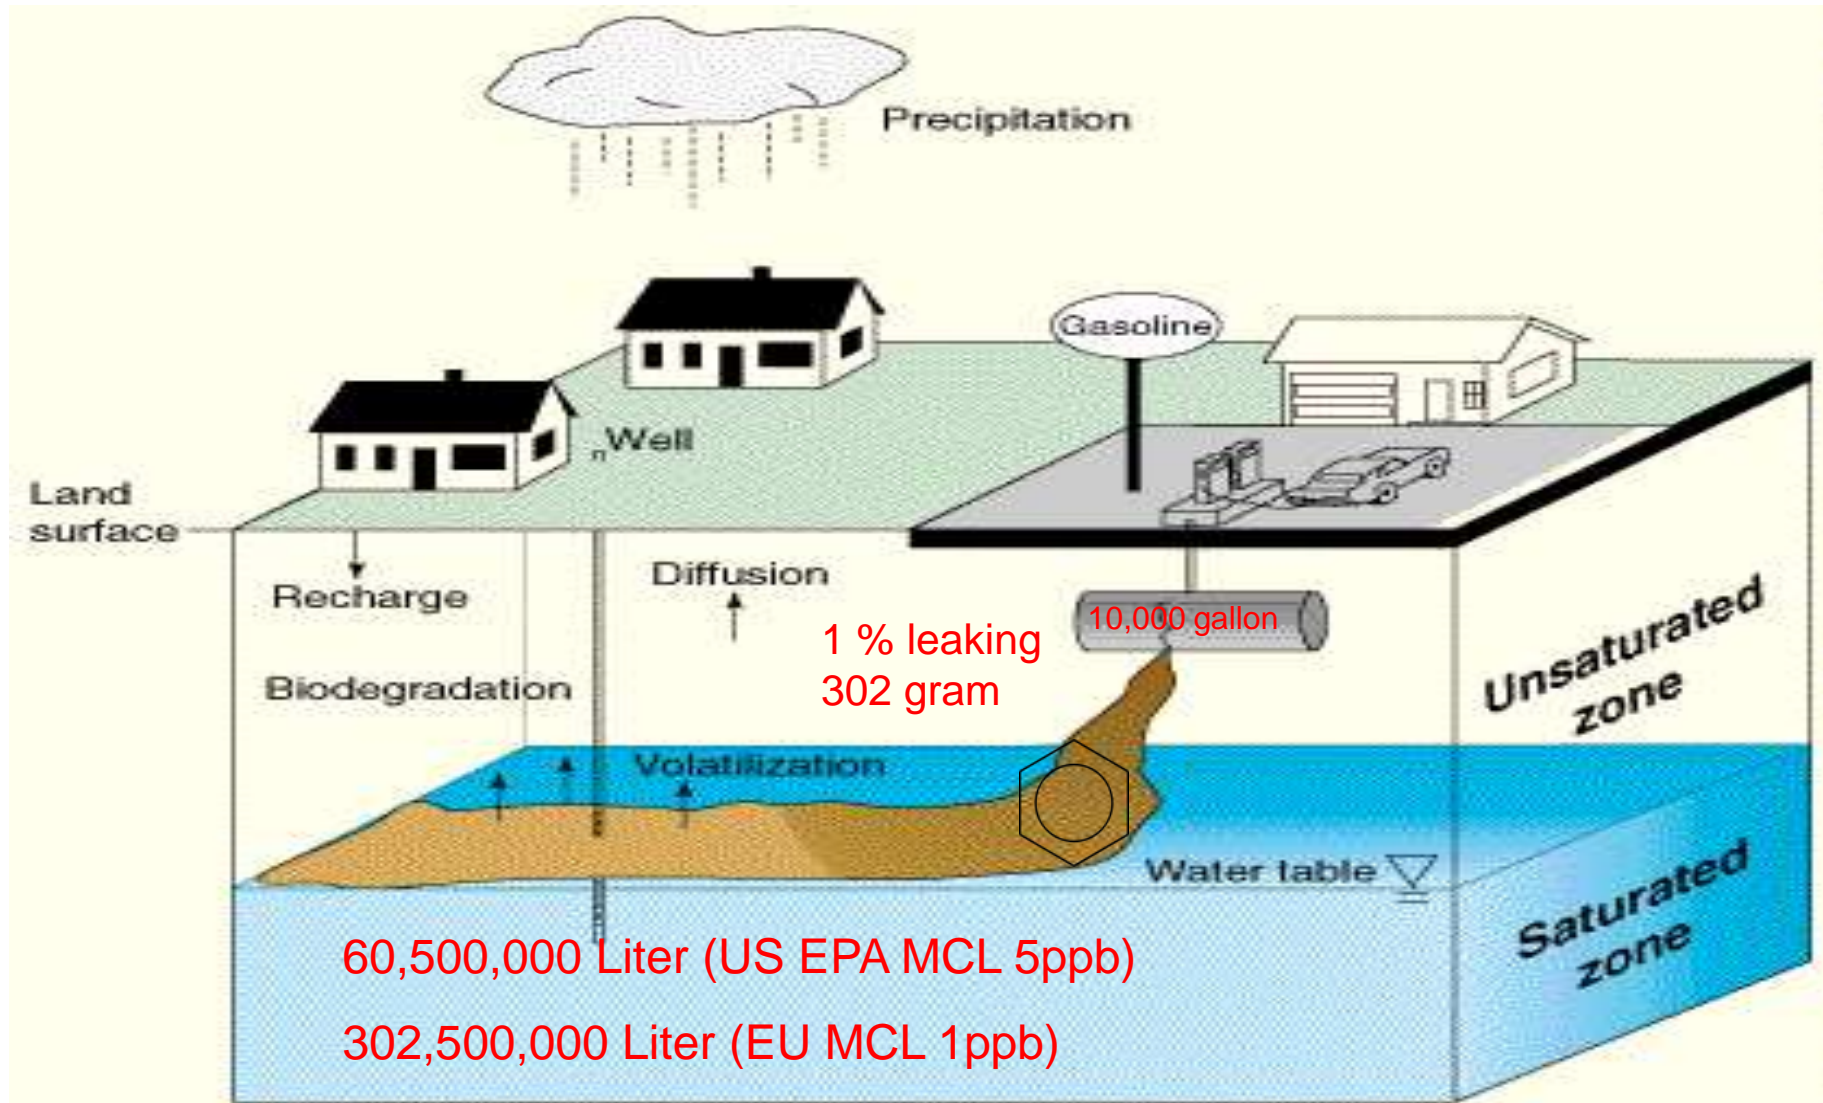 Precipitation
Gasoline
n Well
Land
surface
Recharge
Diffusion
10,000 gallon
1 % leaking
302 gram
Biodegradation
Unsaturated
zone
Volatilization
Water table
Saturated
zone
60,500,000 Liter (US EPA MCL 5ppb)
302,500,000 Liter (EU MCL 1ppb)